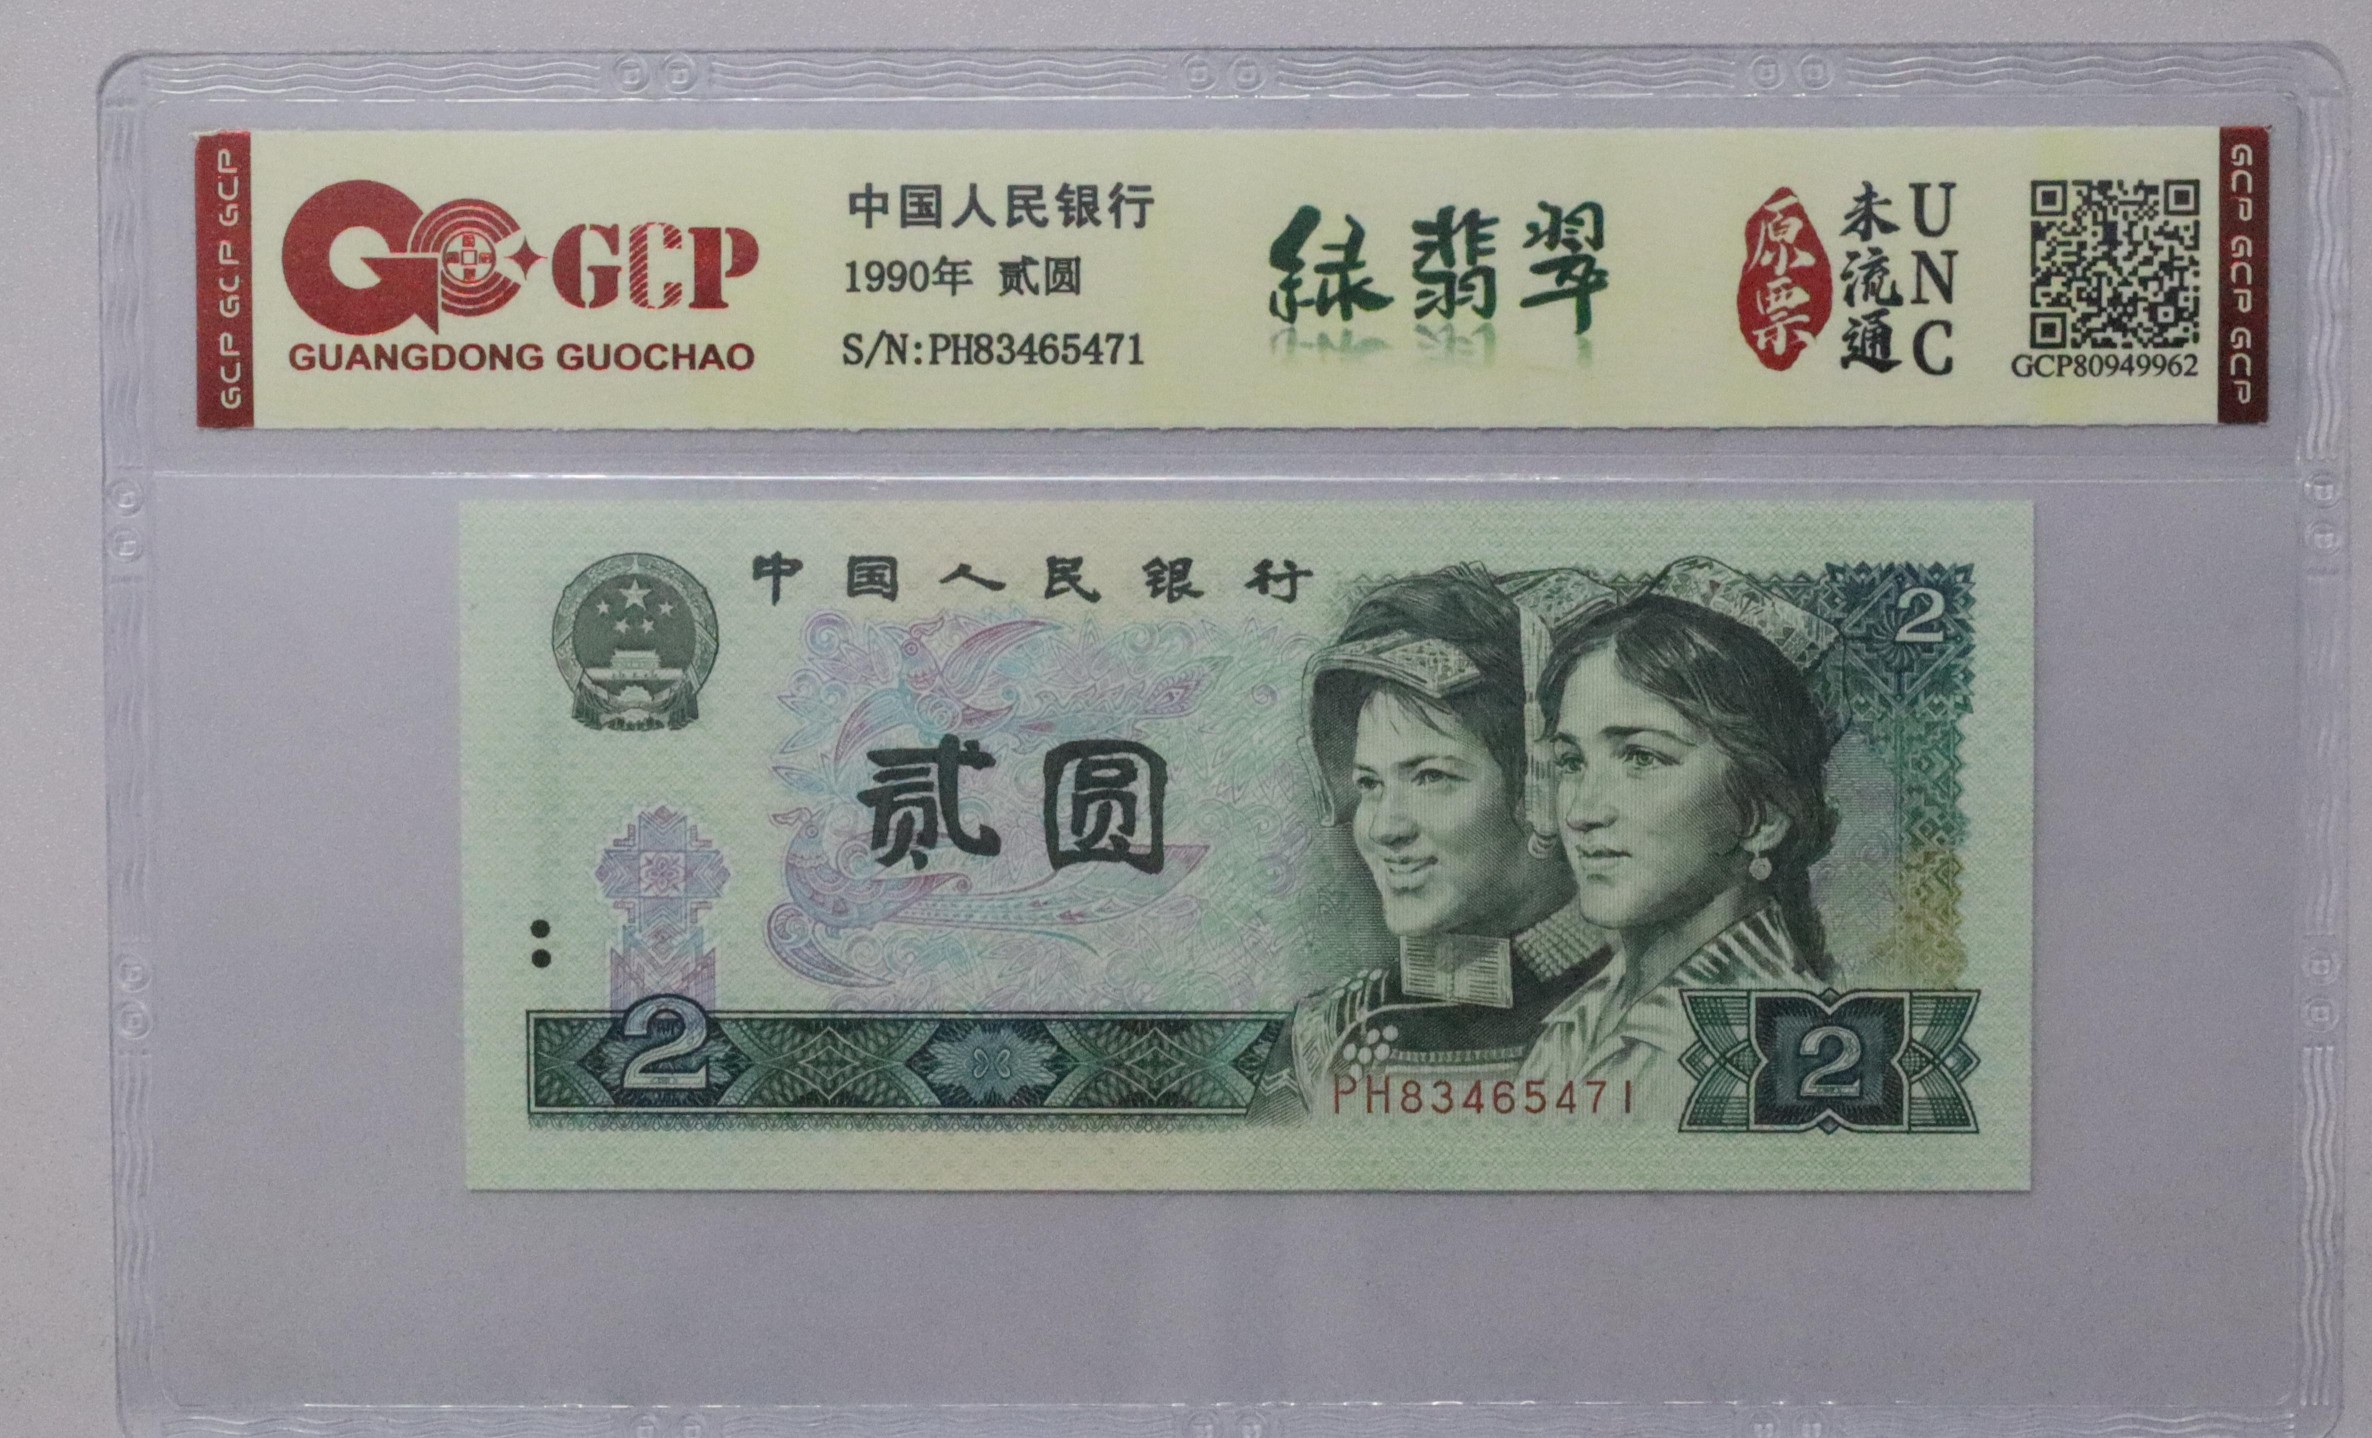 GCP GCP GCP
GCP
GUANGDONG GUOCHAO
中国人民银行
1990年 贰圆
S/N:PH83465471
绿翡翠
原票
未流通
UNC
GCP80949962
GCP GCP GCP
中国人民银行
2
贰圆
2
PH83465471
2